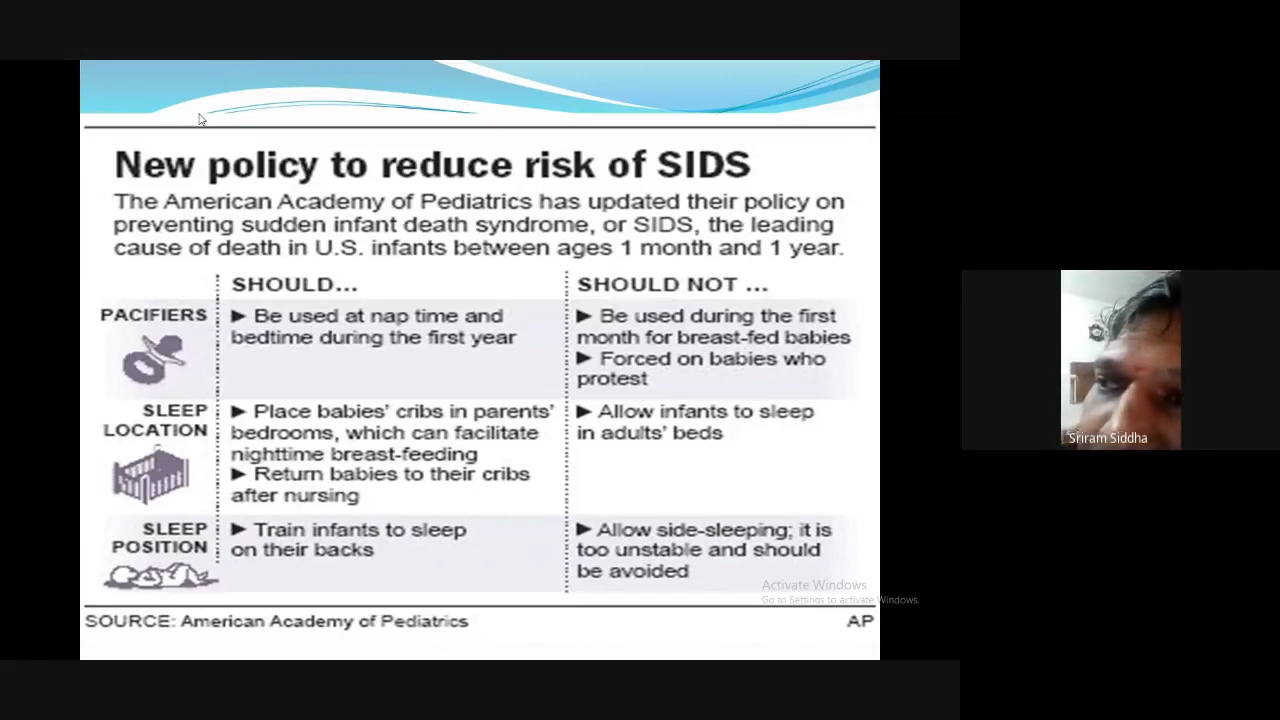 New policy to reduce risk of SIDS
The American Academy of Pediatrics has updated their policy on
preventing sudden infant death syndrome, or SIDS, the leading
cause of death in U.S. infants between ages 1 month and 1 year.
SHOULD...
SHOULD NOT ...
PACIFIERS
► Be used at nap time and
bedtime during the first year
► Be used during the first
month for breast-fed babies
► Forced on babies who
protest
SLEEP
LOCATION
► Place babies' cribs in parents'
bedrooms, which can facilitate
nighttime breast-feeding
► Return babies to their cribs
after nursing
► Allow infants to sleep
in adults' beds
SLEEP
POSITION
► Train infants to sleep
on their backs
► Allow side-sleeping; it is
too unstable and should
be avoided
SOURCE: American Academy of Pediatrics
AP
Activate Windows
Go to Settings to activate Windows.
Sriram Siddha